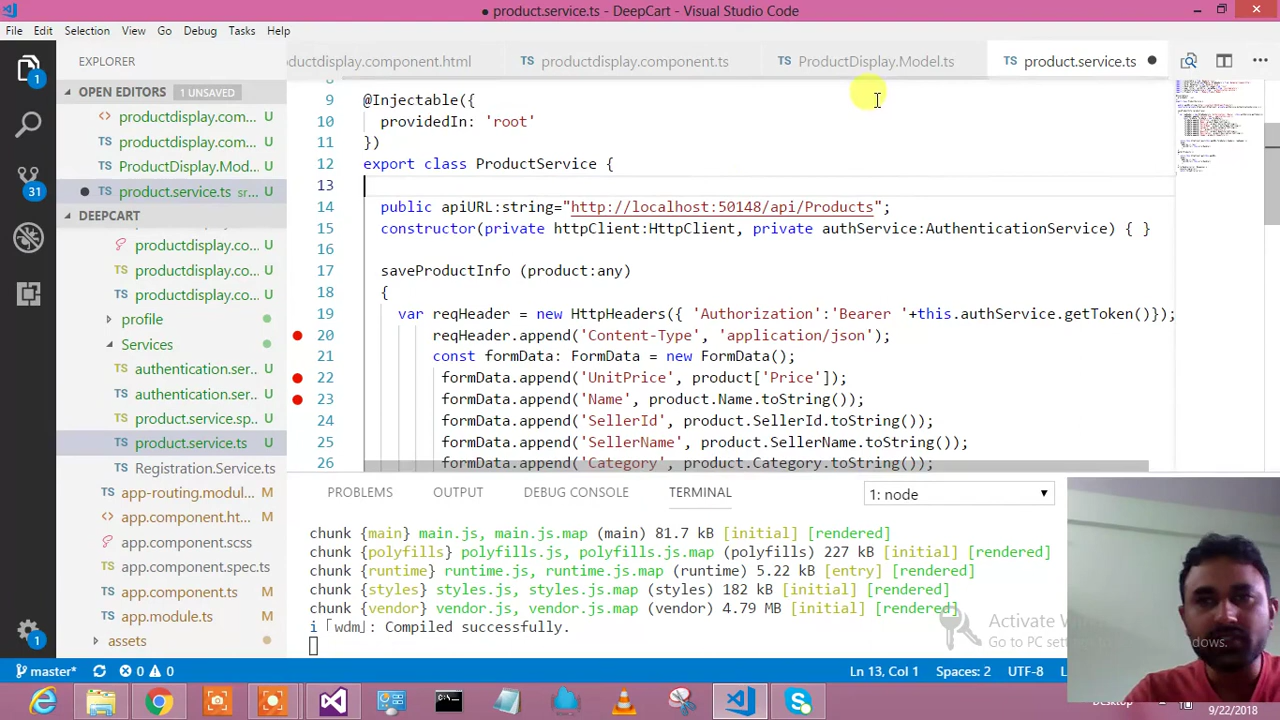 product.service.ts - DeepCart - Visual Studio Code
File Edit Selection View Go Debug Tasks Help
EXPLORER
OPEN EDITORS 1 UNSAVED
productdisplay.com... U
productdisplay.com... U
ProductDisplay.Mod... U
product.service.ts sr... U
DEEPCART
productdisplay.co... U
productdisplay.co... U
productdisplay.co... U
profile
Services
authentication.ser... U
authentication.ser... U
product.service.sp... U
product.service.ts U
Registration.Service.ts
app-routing.modul... M
app.component.ht... M
app.component.scss
app.component.spec.ts
app.component.ts M
app.module.ts M
assets
ductdisplay.component.html
TS productdisplay.component.ts
TS ProductDisplay.Model.ts
TS product.service.ts
9 @Injectable({
10 providedIn: 'root'
11 })
12 export class ProductService {
13
14 public apiURL:string="http://localhost:50148/api/Products";
15 constructor(private httpClient:HttpClient, private authService:AuthenticationService) { }
16
17 saveProductInfo (product:any)
18 {
19 var reqHeader = new HttpHeaders({ 'Authorization':'Bearer '+this.authService.getToken()});
20 reqHeader.append('Content-Type', 'application/json');
21 const formData: FormData = new FormData();
22 formData.append('UnitPrice', product['Price']);
23 formData.append('Name', product.Name.toString());
24 formData.append('SellerId', product.SellerId.toString());
25 formData.append('SellerName', product.SellerName.toString());
26 formData.append('Category', product.Category.toString());
PROBLEMS OUTPUT DEBUG CONSOLE TERMINAL
1: node
chunk {main} main.js, main.js.map (main) 81.7 kB [initial] [rendered]
chunk {polyfills} polyfills.js, polyfills.js.map (polyfills) 227 kB [initial] [rendered]
chunk {runtime} runtime.js, runtime.js.map (runtime) 5.22 kB [entry] [rendered]
chunk {styles} styles.js, styles.js.map (styles) 182 kB [initial] [rendered]
chunk {vendor} vendor.js, vendor.js.map (vendor) 4.79 MB [initial] [rendered]
i「wdm」: Compiled successfully.
Activate W
Go to PC settings
ndows.
master* 0 0
Ln 13, Col 1 Spaces: 2 UTF-8
Desktop
9/22/2018